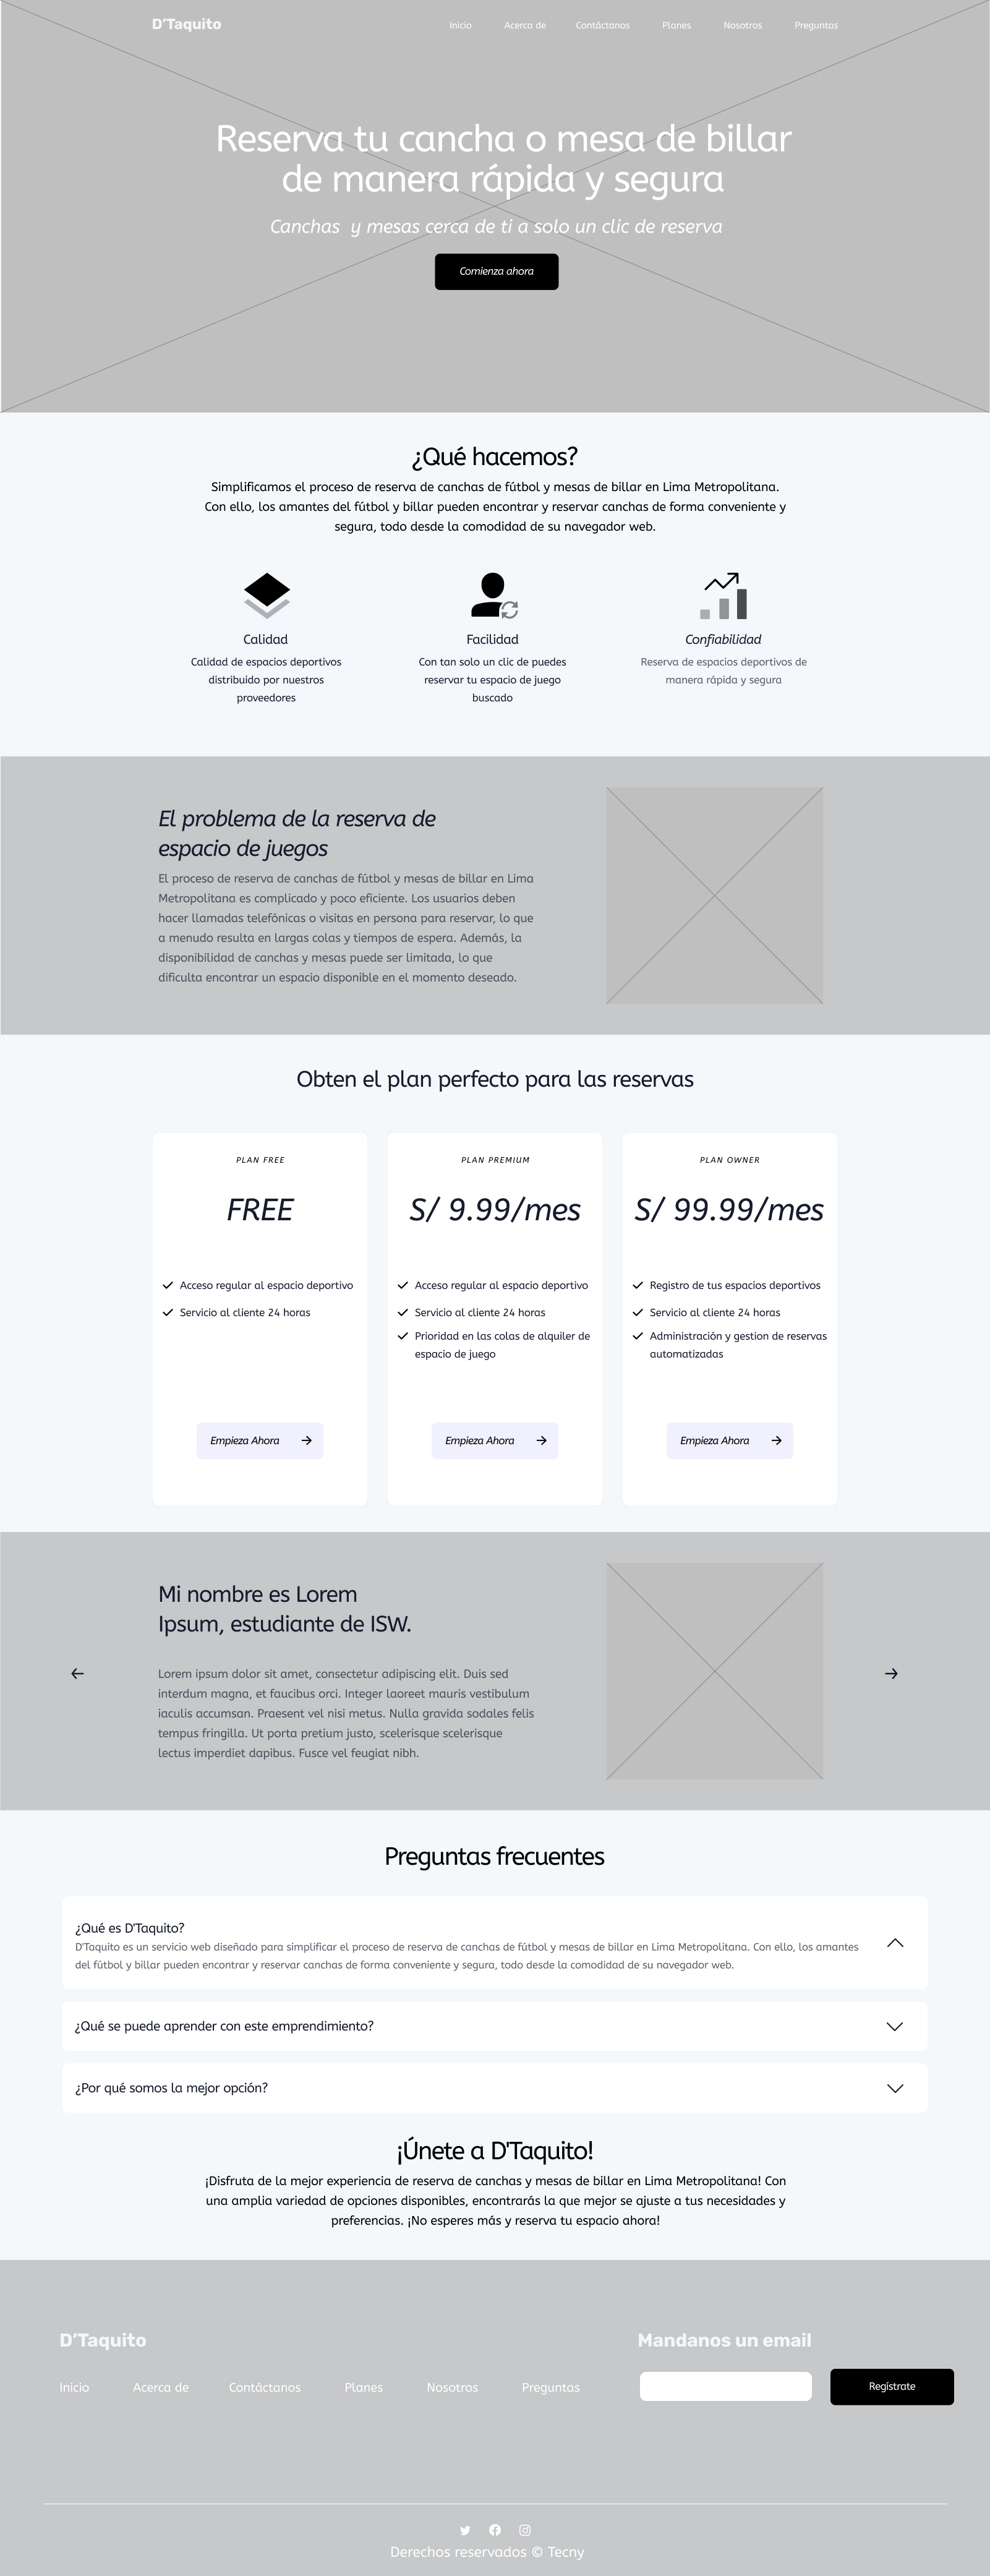 D'Taquito
Inicio Acerca de Contáctanos Planes Nosotros Preguntas
Reserva tu cancha o mesa de billar
de manera rápida y segura
Canchas y mesas cerca de ti a solo un clic de reserva
Comienza ahora
¿Qué hacemos?
Simplificamos el proceso de reserva de canchas de fútbol y mesas de billar en Lima Metropolitana.
Con ello, los amantes del fútbol y billar pueden encontrar y reservar canchas de forma conveniente y
segura, todo desde la comodidad de su navegador web.
Calidad
Calidad de espacios deportivos
distribuido por nuestros
proveedores
Facilidad
Con tan solo un clic de puedes
reservar tu espacio de juego
buscado
Confiabilidad
Reserva de espacios deportivos de
manera rápida y segura
El problema de la reserva de
espacio de juegos
El proceso de reserva de canchas de fútbol y mesas de billar en Lima
Metropolitana es complicado y poco eficiente. Los usuarios deben
hacer llamadas telefónicas o visitas en persona para reservar, lo que
a menudo resulta en largas colas y tiempos de espera. Además, la
disponibilidad de canchas y mesas puede ser limitada, lo que
dificulta encontrar un espacio disponible en el momento deseado.
Obten el plan perfecto para las reservas
PLAN FREE
FREE
Acceso regular al espacio deportivo
Servicio al cliente 24 horas
Empieza Ahora
PLAN PREMIUM
S/ 9.99/mes
Acceso regular al espacio deportivo
Servicio al cliente 24 horas
Prioridad en las colas de alquiler de
espacio de juego
Empieza Ahora
PLAN OWNER
S/ 99.99/mes
Registro de tus espacios deportivos
Servicio al cliente 24 horas
Administración y gestion de reservas
automatizadas
Empieza Ahora
Mi nombre es Lorem
Ipsum, estudiante de ISW.
Lorem ipsum dolor sit amet, consectetur adipiscing elit. Duis sed
interdum magna, et faucibus orci. Integer laoreet mauris vestibulum
iaculis accumsan. Praesent vel nisi metus. Nulla gravida sodales felis
tempus fringilla. Ut porta pretium justo, scelerisque scelerisque
lectus imperdiet dapibus. Fusce vel feugiat nibh.
Preguntas frecuentes
¿Qué es D'Taquito?
D'Taquito es un servicio web diseñado para simplificar el proceso de reserva de canchas de fútbol y mesas de billar en Lima Metropolitana. Con ello, los amantes
del fútbol y billar pueden encontrar y reservar canchas de forma conveniente y segura, todo desde la comodidad de su navegador web.
¿Qué se puede aprender con este emprendimiento?
¿Por qué somos la mejor opción?
¡Únete a D'Taquito!
¡Disfruta de la mejor experiencia de reserva de canchas y mesas de billar en Lima Metropolitana! Con
una amplia variedad de opciones disponibles, encontrarás la que mejor se ajuste a tus necesidades y
preferencias. ¡No esperes más y reserva tu espacio ahora!
D'Taquito
Inicio Acerca de Contáctanos Planes Nosotros Preguntas
Mandanos un email
Regístrate
Derechos reservados © Tecny